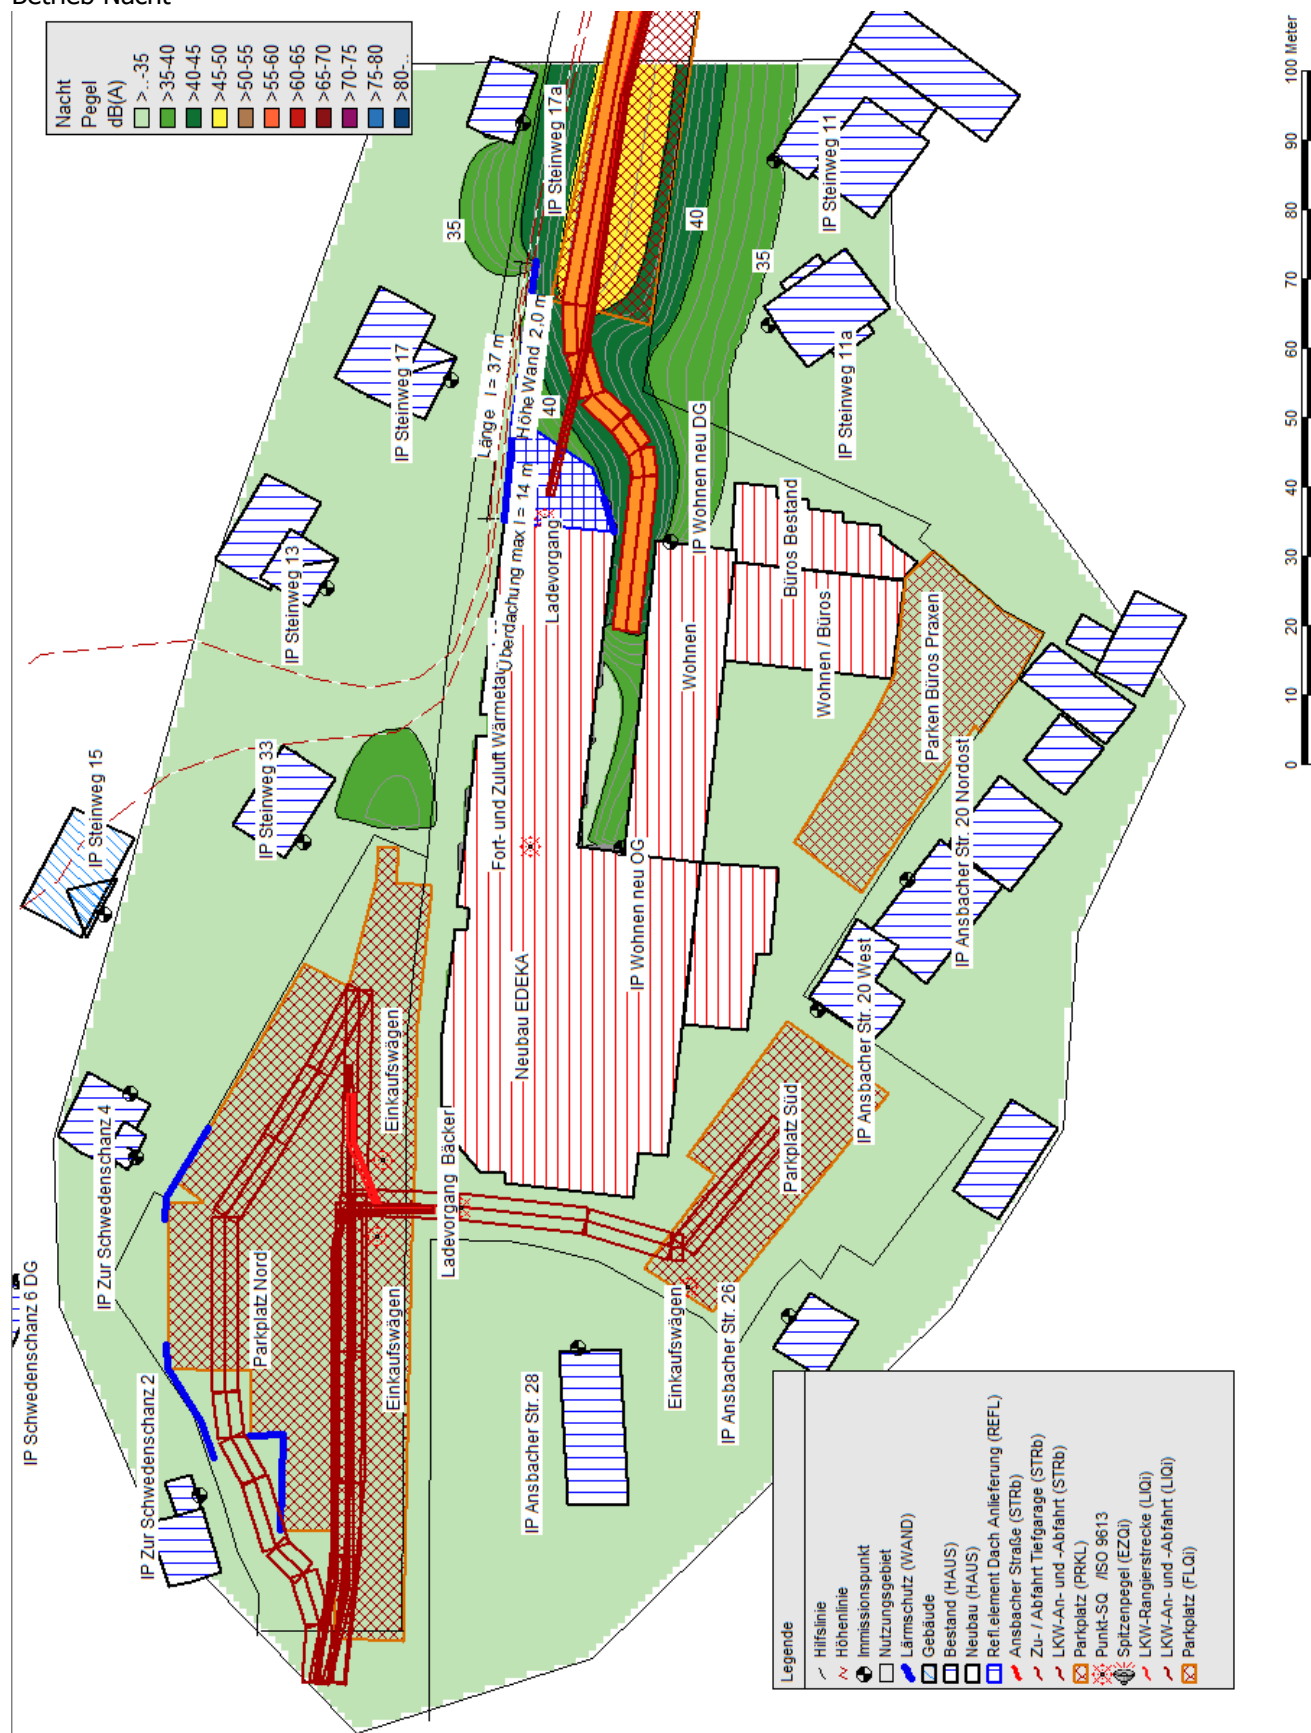 Betrieb Nacht
Nacht
Pegel
dB(A)
>...-35
>35-40
>40-45
>45-50
>50-55
>55-60
>60-65
>65-70
>70-75
>75-80
>80-...
IP Schwedenschanz 6 DG
IP Zur Schwedenschanz 2
IP Zur Schwedenschanz 4
IP Steinweg 15
IP Steinweg 33
IP Steinweg 13
IP Steinweg 17
IP Steinweg 17a
IP Steinweg 11
IP Steinweg 11a
35
40
40
35
Länge l = 37 m
Höhe Wand 2,0 m
Überdachung max l = 14 m
Fort- und Zuluft Wärmetau
Ladevorgang
Parkplatz Nord
Einkaufswägen
Einkaufswägen
Ladevorgang Bäcker
Neubau EDEKA
IP Wohnen neu OG
IP Wohnen neu DG
Wohnen
Wohnen / Büros
Büros Bestand
Parken Büros Praxen
Parkplatz Süd
Einkaufswägen
IP Ansbacher Str. 20 Nordost
IP Ansbacher Str. 20 West
IP Ansbacher Str. 26
IP Ansbacher Str. 28
Legende
Hilfslinie
Höhenlinie
Immissionspunkt
Nutzungsgebiet
Lärmschutz (WAND)
Gebäude
Bestand (HAUS)
Neubau (HAUS)
Refl.element Dach Anlieferung (REFL)
Ansbacher Straße (STRb)
Zu- / Abfahrt Tiefgarage (STRb)
LKW-An- und -Abfahrt (STRb)
Parkplatz (PRKL)
Punkt-SQ /ISO 9613
Spitzenpegel (EZQi)
LKW-Rangierstrecke (LIQi)
LKW-An- und -Abfahrt (LIQi)
Parkplatz (FLQi)
0 10 20 30 40 50 60 70 80 90 100 Meter